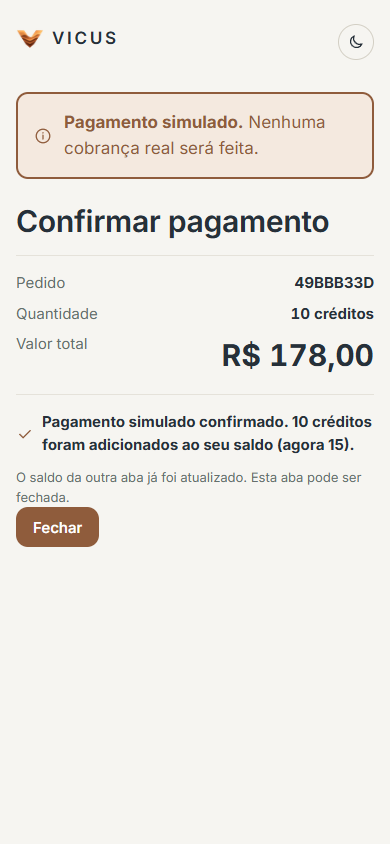 VICUS
Pagamento simulado. Nenhuma
cobrança real será feita.
Confirmar pagamento
Pedido 49BBB33D
Quantidade 10 créditos
Valor total R$ 178,00
Pagamento simulado confirmado. 10 créditos
foram adicionados ao seu saldo (agora 15).
O saldo da outra aba já foi atualizado. Esta aba pode ser
fechada.
Fechar